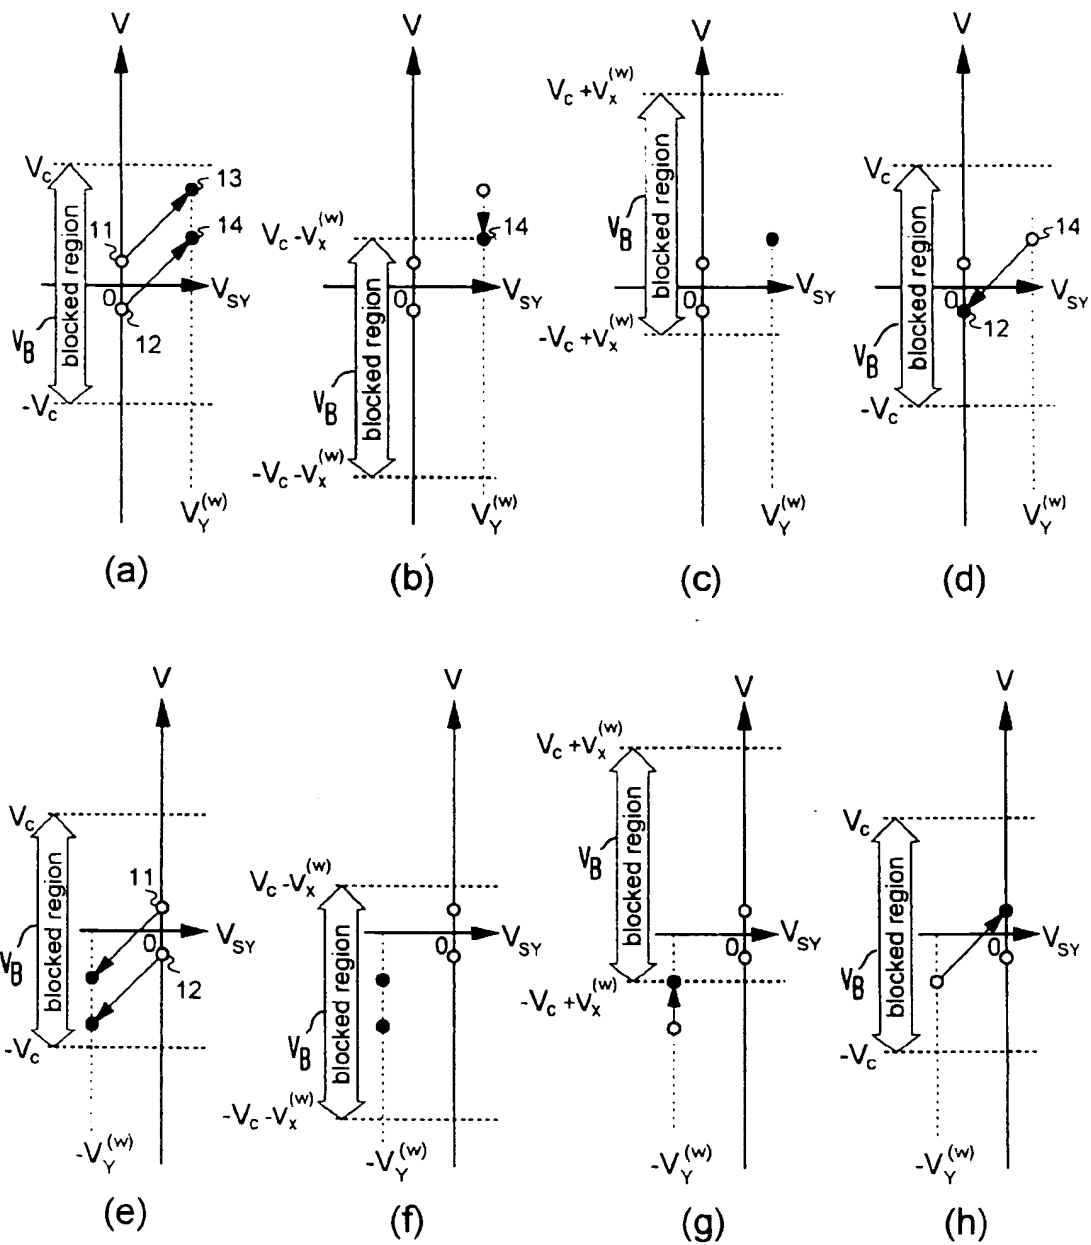 V V V V
V_c 13 11 14 0 V_SY 12 V_B blocked region -V_c V_Y^(w)
V_c -V_x^(w) 14 0 V_SY V_B blocked region -V_c -V_x^(w) V_Y^(w)
V_c +V_x^(w) V_B blocked region 0 V_SY -V_c +V_x^(w) V_Y^(w)
V_c 14 0 V_SY 12 V_B blocked region -V_c V_Y^(w)
(a) (b) (c) (d)
V V V V
V_c 11 0 V_SY 12 V_B blocked region -V_c -V_Y^(w)
V_c -V_x^(w) 0 V_SY V_B blocked region -V_c -V_x^(w) -V_Y^(w)
V_c +V_x^(w) V_B blocked region 0 V_SY -V_c +V_x^(w) -V_Y^(w)
V_c 0 V_SY V_B blocked region -V_c -V_Y^(w)
(e) (f) (g) (h)